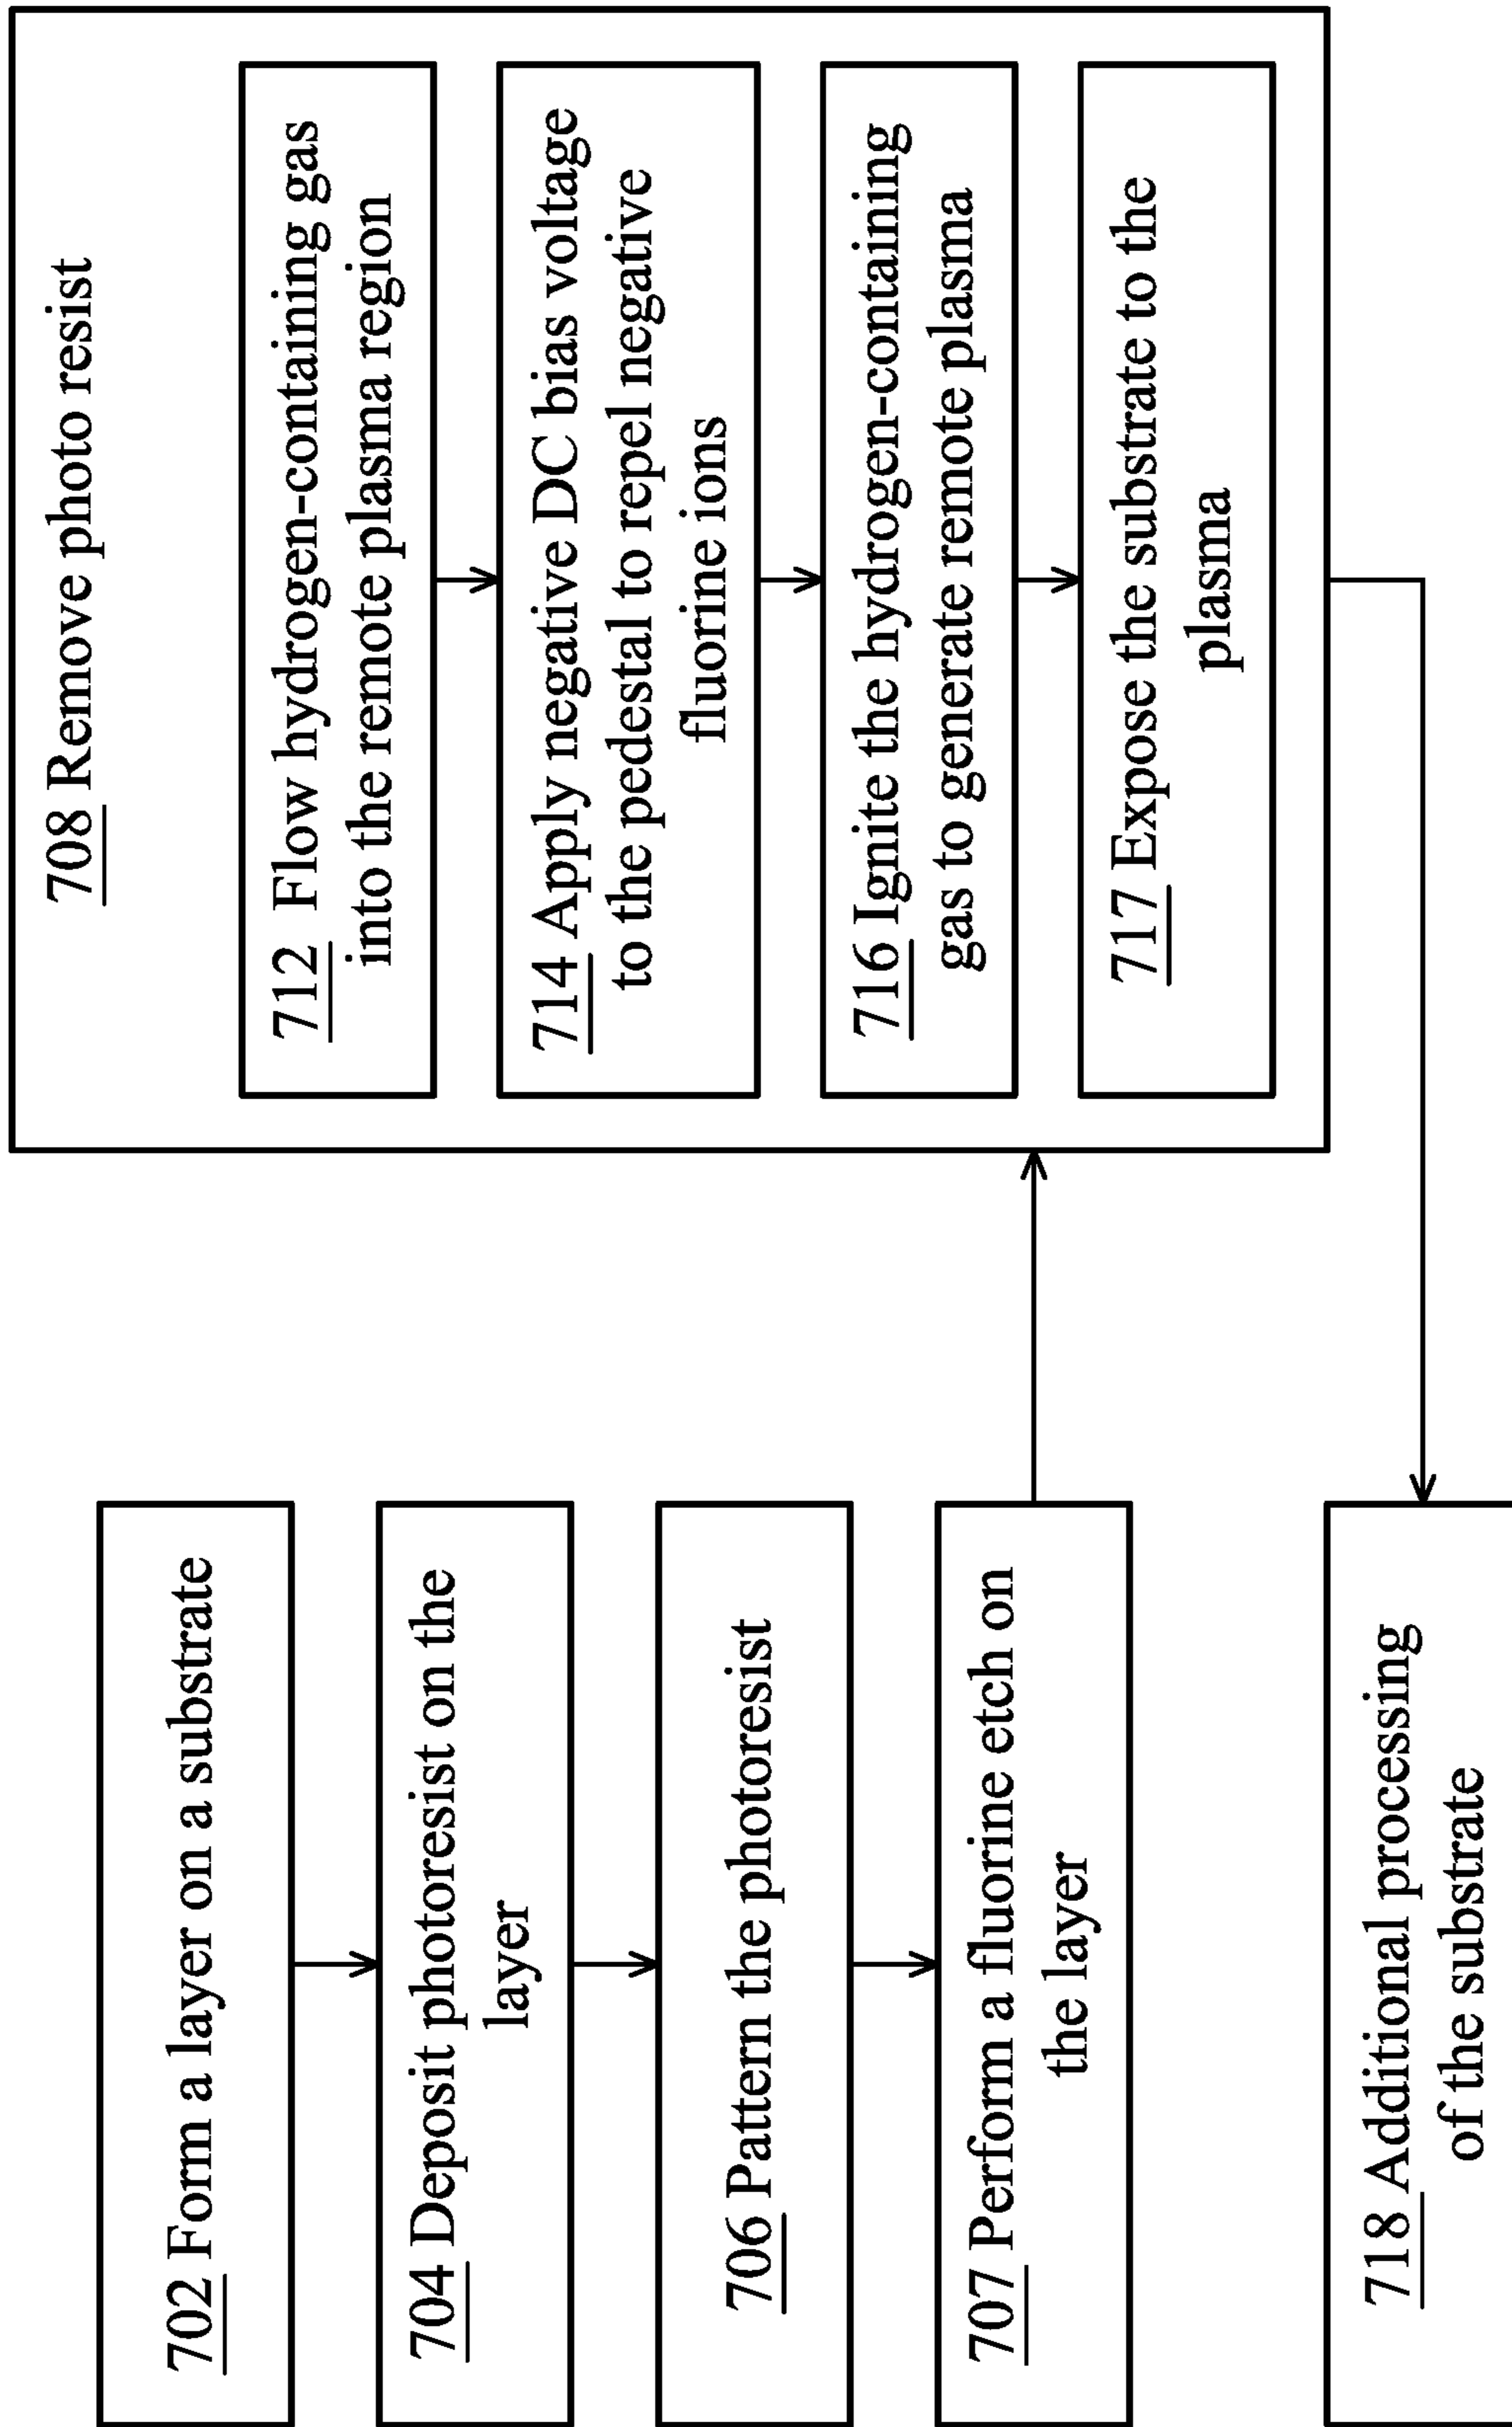 702 Form a layer on a substrate
704 Deposit photoresist on the
layer
706 Pattern the photoresist
707 Perform a fluorine etch on
the layer
708 Remove photo resist
712 Flow hydrogen-containing gas
into the remote plasma region
714 Apply negative DC bias voltage
to the pedestal to repel negative
fluorine ions
716 Ignite the hydrogen-containing
gas to generate remote plasma
717 Expose the substrate to the
plasma
718 Additional processing
of the substrate